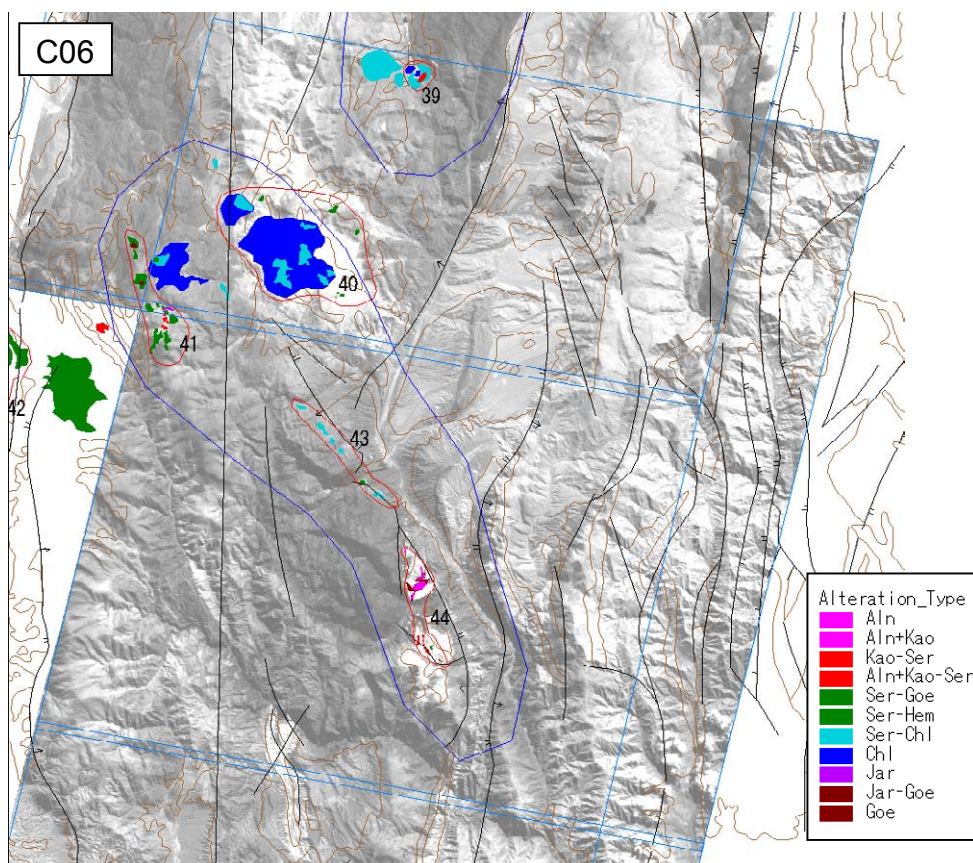 C06
39
40
41
42
43
44
Alteration_Type
Aln
Aln+Kao
Kao-Ser
Aln+Kao-Ser
Ser-Goe
Ser-Hem
Ser-Chl
Chl
Jar
Jar-Goe
Goe